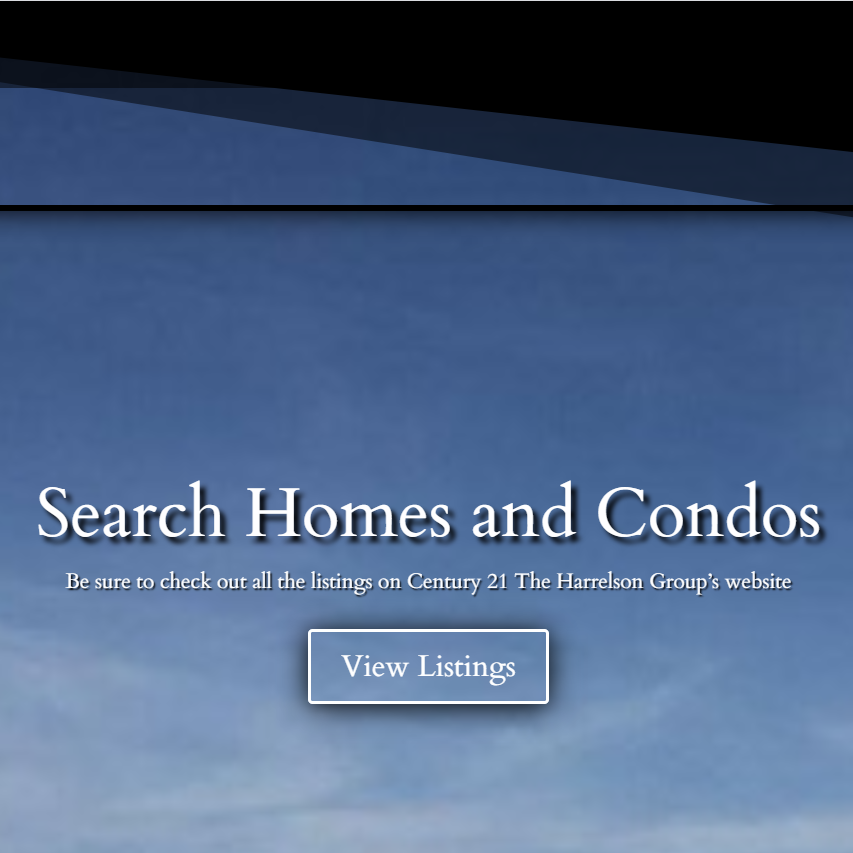 Search Homes and Condos
Be sure to check out all the listings on Century 21 The Harrelson Group’s website
View Listings